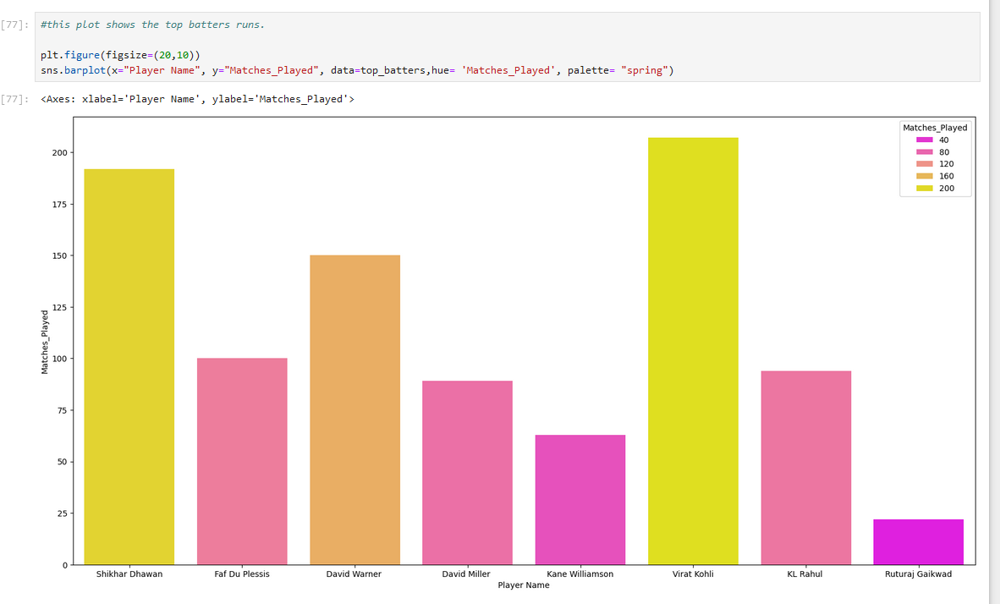 [77]: #this plot shows the top batters runs.
plt.figure(figsize=(20,10))
sns.barplot(x="Player Name", y="Matches_Played", data=top_batters,hue= 'Matches_Played', palette= "spring")
[77]: <Axes: xlabel='Player Name', ylabel='Matches_Played'>
Matches_Played
40
80
120
160
200
200
175
150
125
100
75
50
25
0
Matches_Played
Shikhar Dhawan Faf Du Plessis David Warner David Miller Kane Williamson Virat Kohli KL Rahul Ruturaj Gaikwad
Player Name